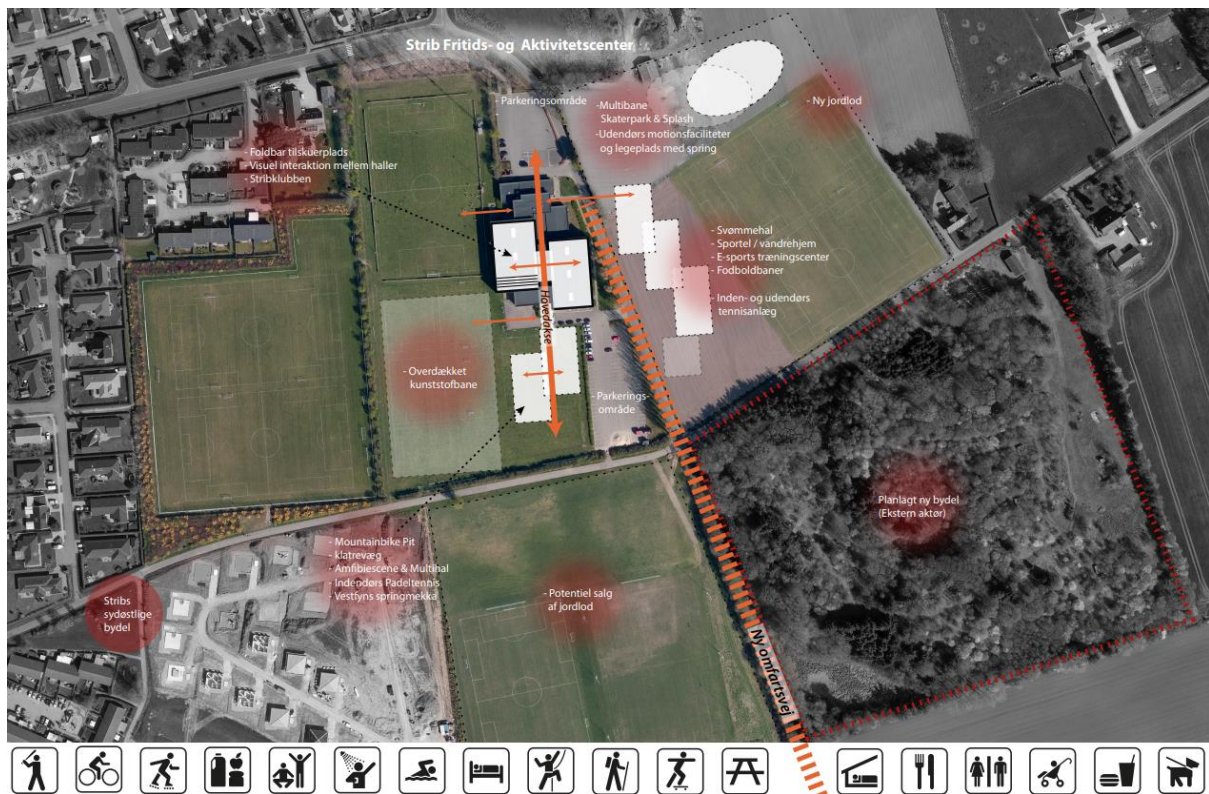 Strib Fritids- og Aktivitetscenter
- Parkeringsområde
-Multibane
Skaterpark & Splash
-Udendørs motionsfaciliteter
og legeplads med spring
- Ny jordlod
- Foldbar tilskuerplads
- Visuel interaktion mellem haller
- Stribklubben
- Svømmehal
- Sportel / vandrehjem
- E-sports træningscenter
- Fodboldbaner
- Inden- og udendørs
tennisanlæg
Hovedakse
- Overdækket
kunststofbane
- Parkerings-
område
Planlagt ny bydel
(Ekstern aktør)
- Mountainbike Pit
- klatrevæg
- Amfibiescene & Multihal
- Indendørs Padeltennis
- Vestfyns springmekka
- Potentiel salg
af jordlod
Stribs
sydøstlige
bydel
Ny omfartsvej